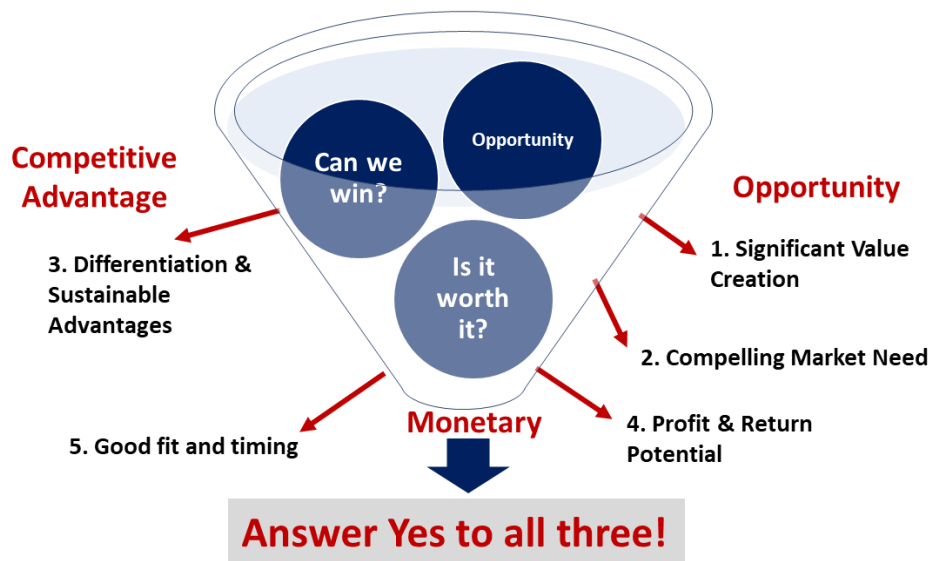 Can we
win?
Opportunity
Is it
worth
it?
Competitive
Advantage
3. Differentiation &
Sustainable
Advantages
Opportunity
1. Significant Value
Creation
2. Compelling Market Need
Monetary
4. Profit & Return
Potential
5. Good fit and timing
Answer Yes to all three!